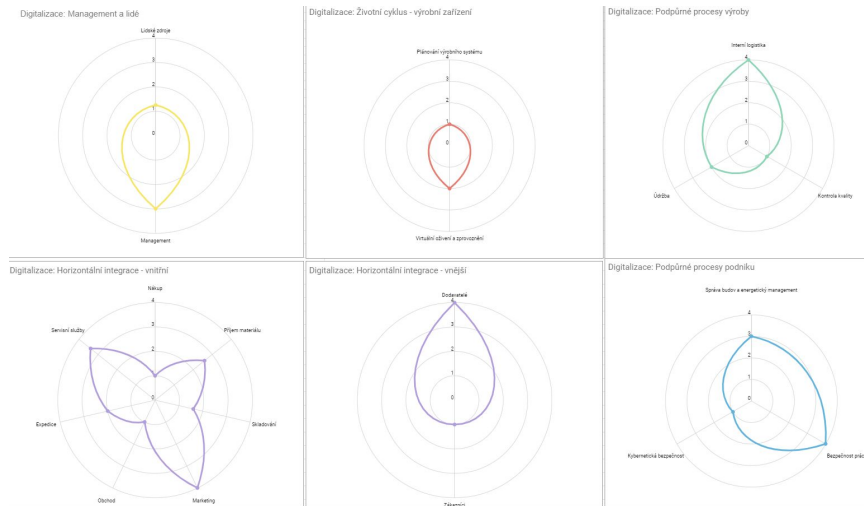 Digitalizace: Management a lidé
Lidské zdroje
4
3
2
1
0
Management
Digitalizace: Životní cyklus - výrobní zařízení
Plánování výrobního systému
4
3
2
1
0
Virtuální oživení a zprovoznění
Digitalizace: Podpůrné procesy výroby
Interní logistika
4
3
2
1
0
Údržba
Kontrola kvality
Digitalizace: Horizontální integrace - vnitřní
Nákup
4
3
2
1
0
Servisní služby
Příjem materiálu
Expedice
Skladování
Obchod
Marketing
Digitalizace: Horizontální integrace - vnější
Dodavatelé
4
3
2
1
0
Zákazníci
Digitalizace: Podpůrné procesy podniku
Správa budov a energetický management
4
3
2
1
0
Kybernetická bezpečnost
Bezpečnost prác